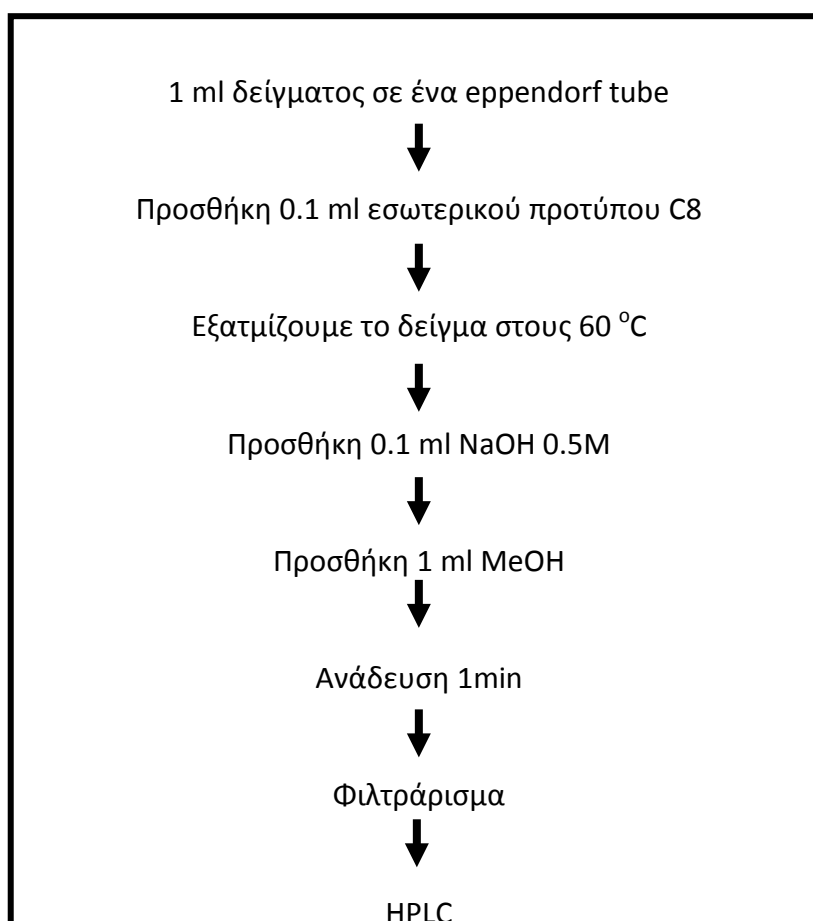 1 ml δείγματος σε ένα eppendorf tube
Προσθήκη 0.1 ml εσωτερικού προτύπου C8
Εξατμίζουμε το δείγμα στους 60 °C
Προσθήκη 0.1 ml NaOH 0.5M
Προσθήκη 1 ml MeOH
Ανάδευση 1min
Φιλτράρισμα
HPLC